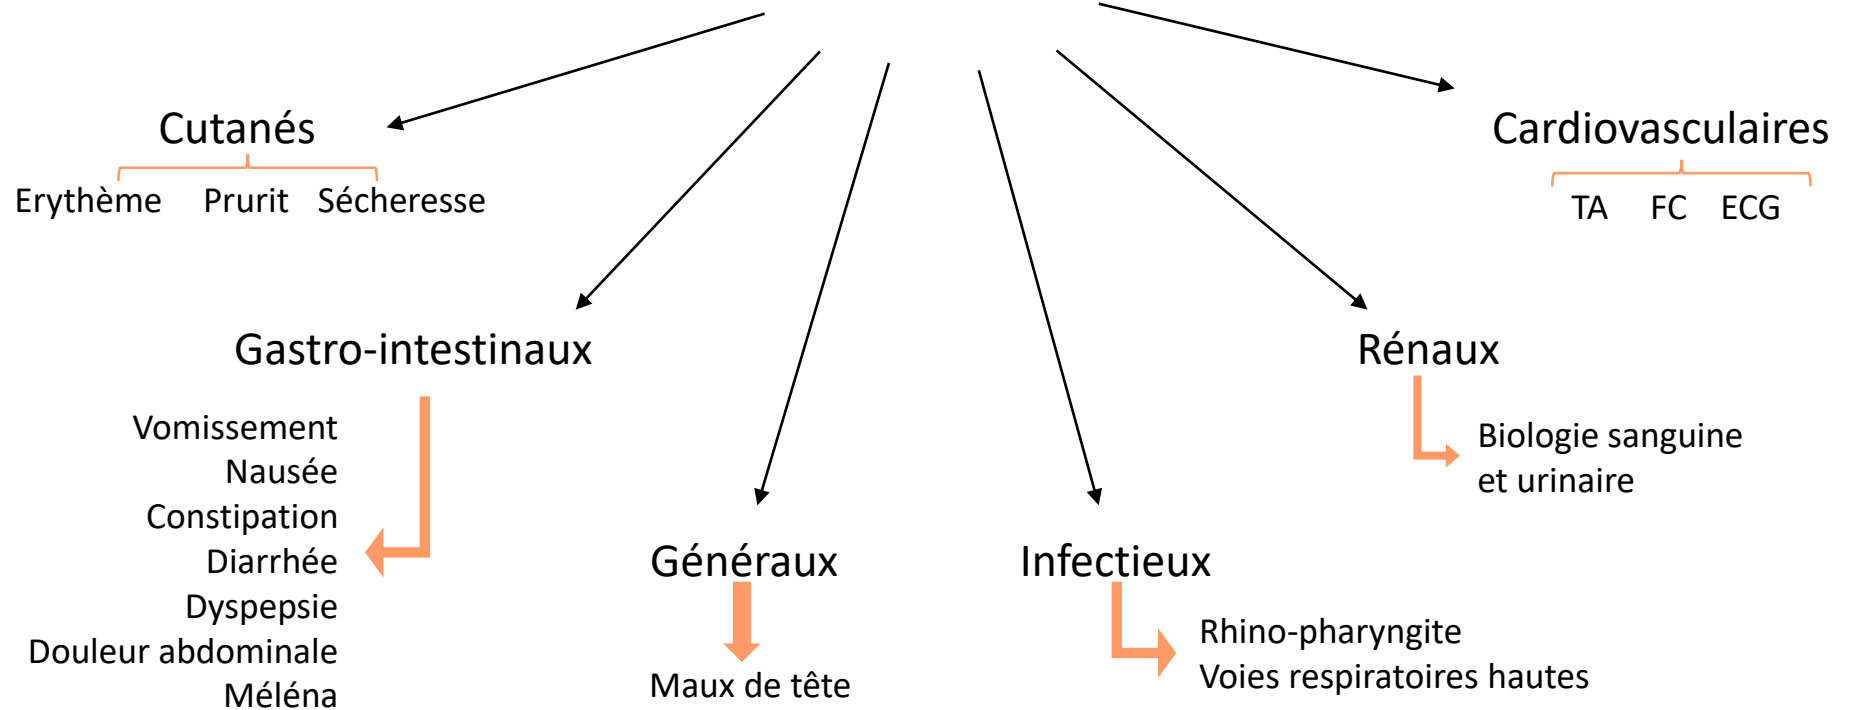 Cutanés
Erythème Prurit Sécheresse
Cardiovasculaires
TA FC ECG
Gastro-intestinaux
Vomissement
Nausée
Constipation
Diarrhée
Dyspepsie
Douleur abdominale
Méléna
Généraux
Maux de tête
Infectieux
Rhino-pharyngite
Voies respiratoires hautes
Rénaux
Biologie sanguine
et urinaire